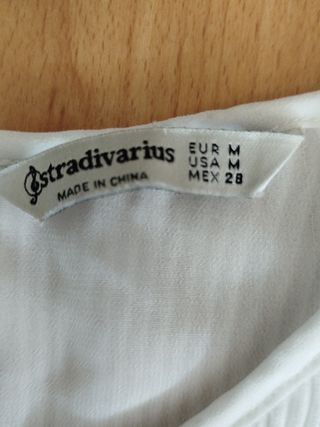 stradivarius
MADE IN CHINA
EUR M
USA M
MEX 28